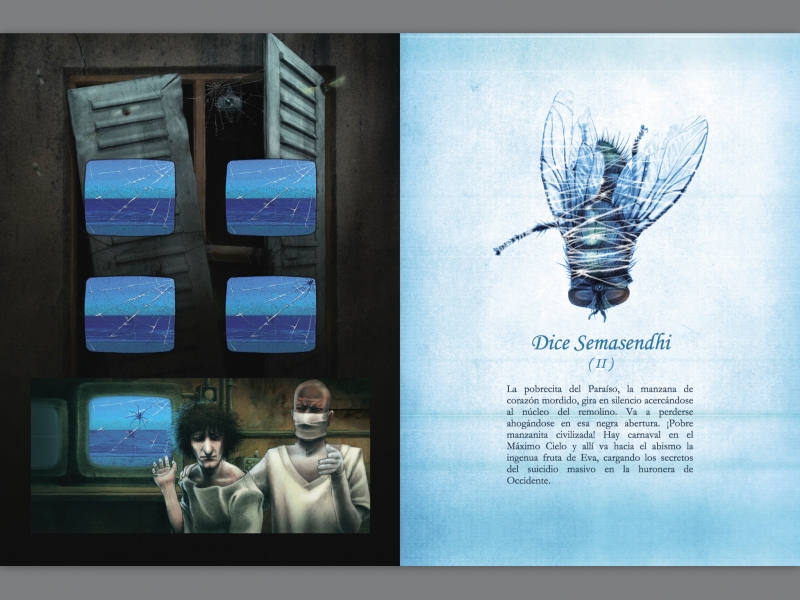 Dice Semasendhi
( II )
La pobrecita del Paraíso, la manzana de
corazón mordido, gira en silencio acercándose
al núcleo del remolino. Va a perderse
ahogándose en esa negra abertura. ¡Pobre
manzanita civilizada! Hay carnaval en el
Máximo Cielo y allí va hacia el abismo la
ingenua fruta de Eva, cargando los secretos
del suicidio masivo en la huronera de
Occidente.